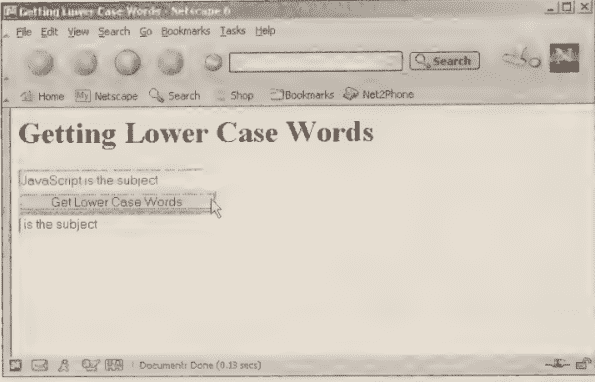 Getting Lower Case Words - Netscape 6
File Edit View Search Go Bookmarks Tasks Help
Search
Home My Netscape Search Shop Bookmarks Net2Phone
Getting Lower Case Words
JavaScript is the subject
Get Lower Case Words
is the subject
Document: Done (0.13 secs)